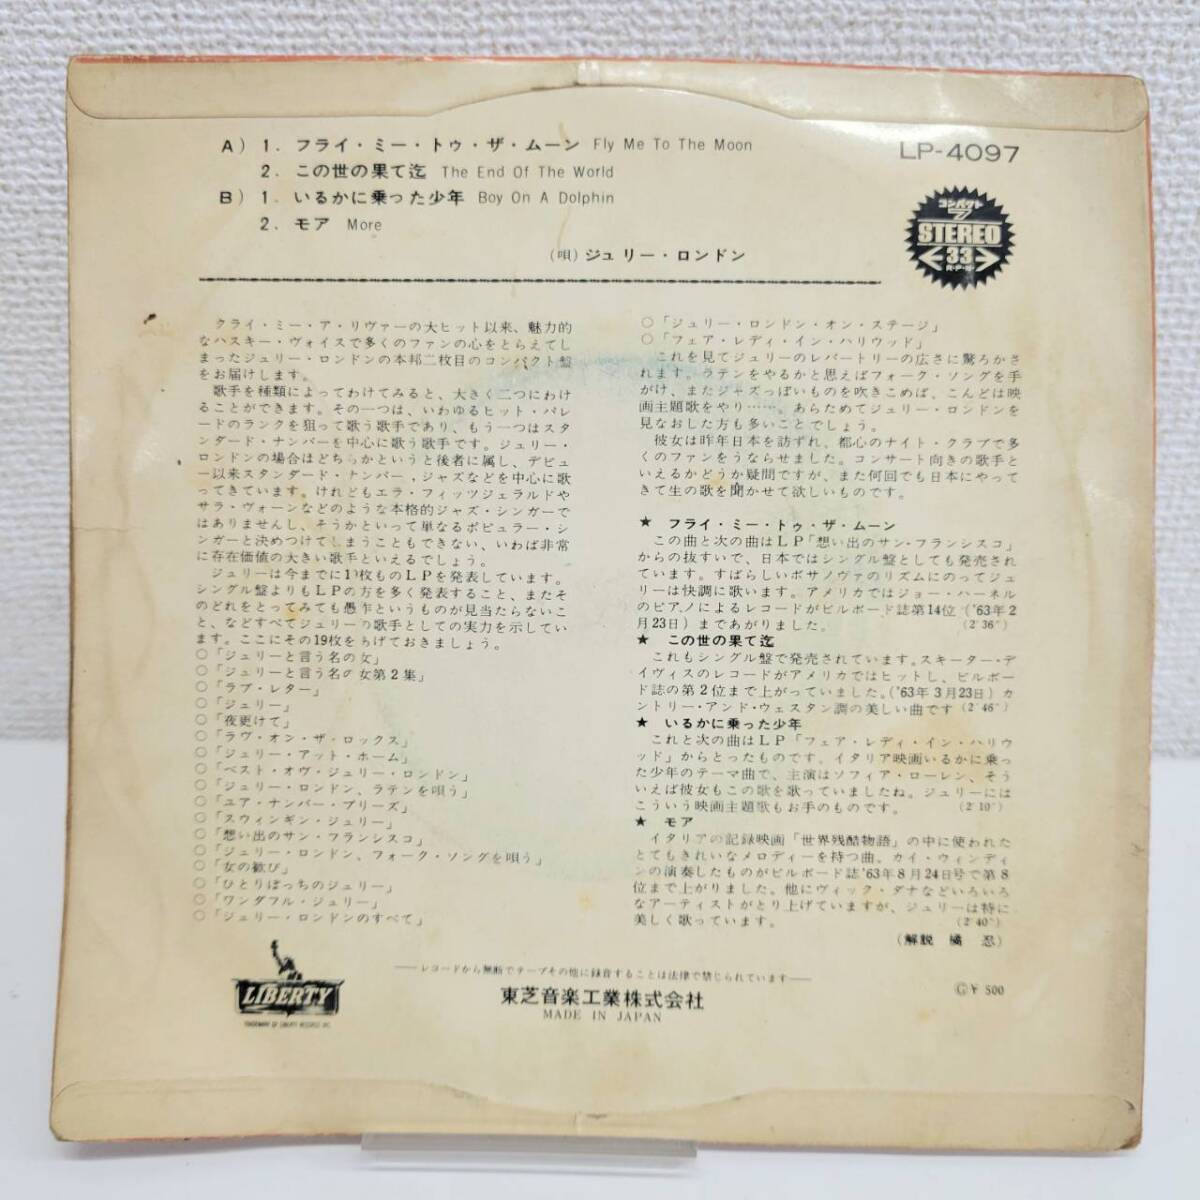 A) 1. フライ・ミー・トゥ・ザ・ムーン Fly Me To The Moon
2. この世の果て迄 The End Of The World
B) 1. いるかに乗った少年 Boy On A Dolphin
2. モア More
(唄) ジュリー・ロンドン
LP-4097
コンパクト
7
STEREO
33
R・P・M・
クライ・ミー・ア・リヴァーの大ヒット以来、魅力的
なハスキー・ヴォイスで多くのファンの心をとらえてし
まったジュリー・ロンドンの本邦二枚目のコンパクト盤
をお届けします。
歌手を種類によってわけてみると、大きく二つにわけ
ることができます。その一つは、いわゆるヒット・パレ
ードのランクを狙って歌う歌手であり、もう一つはスタ
ンダード・ナンバーを中心に歌う歌手です。ジュリー・
ロンドンの場合はどちらかというと後者に属し、デビュ
ー以来スタンダード・ナンバー、ジャズなどを中心に歌
ってきています。けれどもエラ・フィッツジェラルドや
サラ・ヴォーンなどのような本格的ジャズ・シンガーで
はありませんし、そうかといって単なるポピュラー・シ
ンガーと決めつけてしまうこともできない、いわば非常
に存在価値の大きい歌手といえるでしょう。
ジュリーは今までに19枚ものLPを発表しています。
シングル盤よりもLPの方を多く発表すること、またそ
のどれをとってみても愚作というものが見当たらないこ
と、などすべてジュリーの歌手としての実力を示してい
ます。ここにその19枚をあげておきましょう。
○「ジュリーと言う名の女」
○「ジュリーと言う名の女第2集」
○「ラブ・レター」
○「ジュリー」
○「夜更けて」
○「ラヴ・オン・ザ・ロックス」
○「ジュリー・アット・ホーム」
○「ベスト・オヴ・ジュリー・ロンドン」
○「ジュリー・ロンドン、ラテンを唄う」
○「ユア・ナンバー・プリーズ」
○「スウィンギン・ジュリー」
○「想い出のサン・フランシスコ」
○「ジュリー・ロンドン、フォーク・ソングを唄う」
○「女の歓び」
○「ひとりぼっちのジュリー」
○「ワンダフル・ジュリー」
○「ジュリー・ロンドンのすべて」
○「ジュリー・ロンドン・オン・ステージ」
○「フェア・レディ・イン・ハリウッド」
これを見てジュリーのレパートリーの広さに驚ろかさ
れます。ラテンをやるかと思えばフォーク・ソングを手
がけ、またジャズっぽいものを吹きこめば、こんどは映
画主題歌をやり……。あらためてジュリー・ロンドンを
見なおした方も多いことでしょう。
彼女は昨年日本を訪ずれ、都心のナイト・クラブで多
くのファンをうならせました。コンサート向きの歌手と
いえるかどうか疑問ですが、また何回でも日本にやって
きて生の歌を聞かせて欲しいものです。
★ フライ・ミー・トゥ・ザ・ムーン
この曲と次の曲はLP「想い出のサン・フランシスコ」
からの抜すいで、日本ではシングル盤としても発売され
ています。すばらしいボサノヴァのリズムにのってジュ
リーは快調に歌います。アメリカではジョー・ハーネル
のピアノによるレコードがビルボード誌第14位('63年2
月23日)まであがりました。 (2′36″)
★ この世の果て迄
これもシングル盤で発売されています。スキーター・デ
イヴィスのレコードがアメリカではヒットし、ビルボー
ド誌の第2位まで上がっていました。('63年3月23日)カ
ントリー・アンド・ウェスタン調の美しい曲です (2′46″)
★ いるかに乗った少年
これと次の曲はLP「フェア・レディ・イン・ハリウ
ッド」からとったものです。イタリア映画いるかに乗っ
た少年のテーマ曲で、主演はソフィア・ローレン、そう
いえば彼女もこの歌を歌っていましたね。ジュリーには
こういう映画主題歌もお手のものです。 (2′10″)
★ モア
イタリアの記録映画「世界残酷物語」の中に使われた
とてもきれいなメロディーを持つ曲。カイ・ウィンディ
ンの演奏したものがビルボード誌'63年8月24日号で第8
位まで上がりました。他にヴィック・ダナなどいろいろ
なアーティストがとり上げていますが、ジュリーは特に
美しく歌っています。 (2′40″)
(解説 橘 忍)
LIBERTY
TRADEMARK OF LIBERTY RECORDS INC.
——レコードから無断でテープその他に録音することは法律で禁じられています——
東芝音楽工業株式会社
MADE IN JAPAN
Ⓖ¥ 500